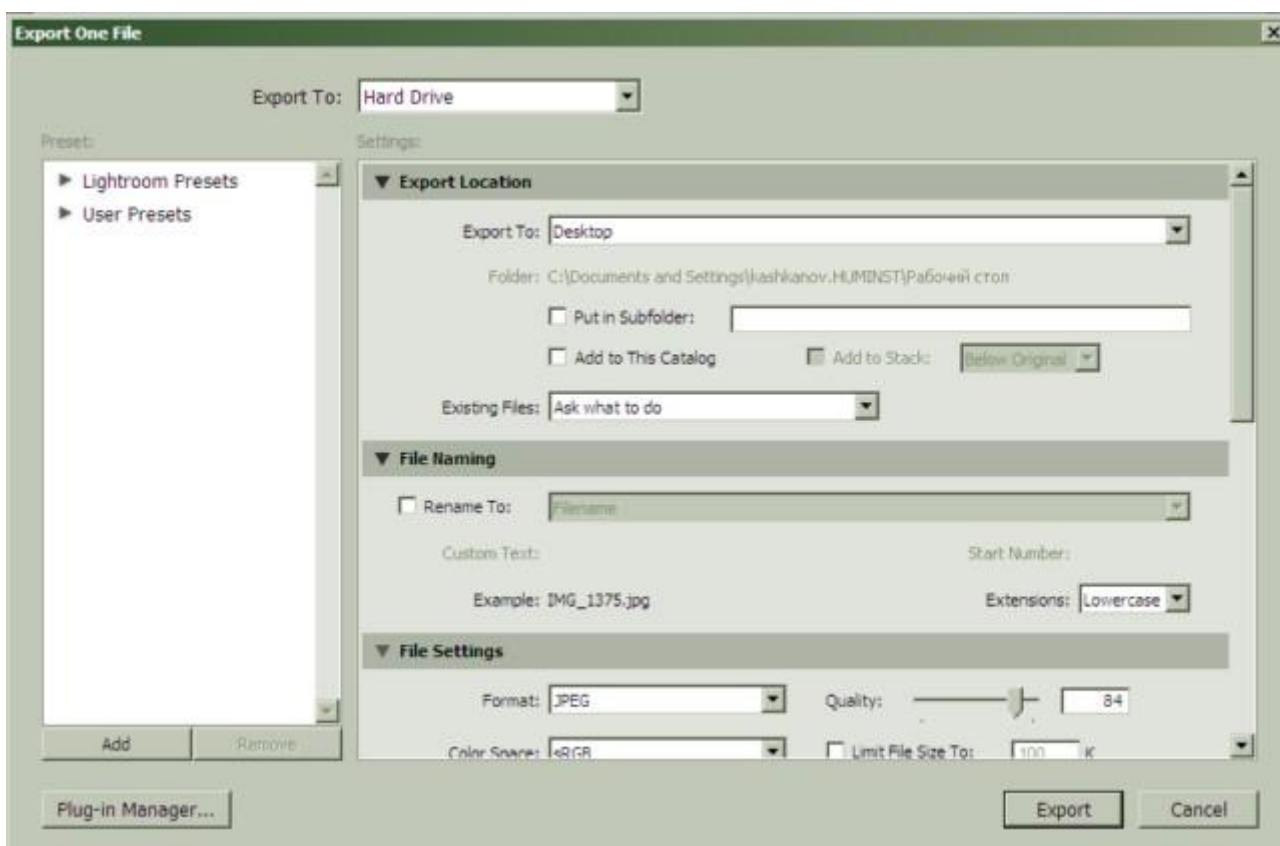 Export One File
Export To: Hard Drive
Preset:
Settings:
Lightroom Presets
User Presets
Export Location
Export To: Desktop
Folder: C:\Documents and Settings\kashkanov.HUMINST\Рабочий стол
Put in Subfolder:
Add to This Catalog Add to Stack: Below Original
Existing Files: Ask what to do
File Naming
Rename To: Filename
Custom Text: Start Number:
Example: IMG_1375.jpg Extensions: Lowercase
File Settings
Format: JPEG Quality: 84
Color Space: sRGB Limit File Size To: 100 K
Add Remove
Plug-in Manager... Export Cancel